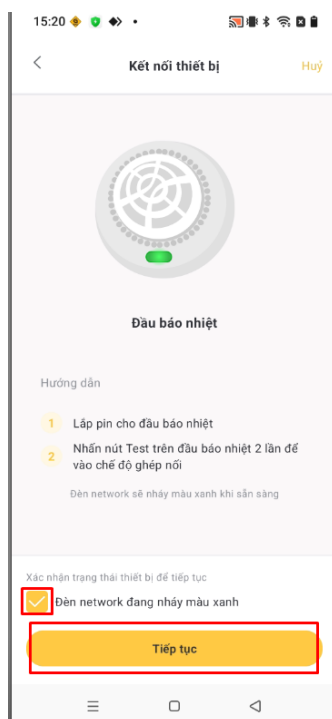 15:20
Kết nối thiết bị
Huỷ
Đầu báo nhiệt
Hướng dẫn
1 Lắp pin cho đầu báo nhiệt
2 Nhấn nút Test trên đầu báo nhiệt 2 lần để
vào chế độ ghép nối
Đèn network sẽ nháy màu xanh khi sẵn sàng
Xác nhận trạng thái thiết bị để tiếp tục
Đèn network đang nháy màu xanh
Tiếp tục